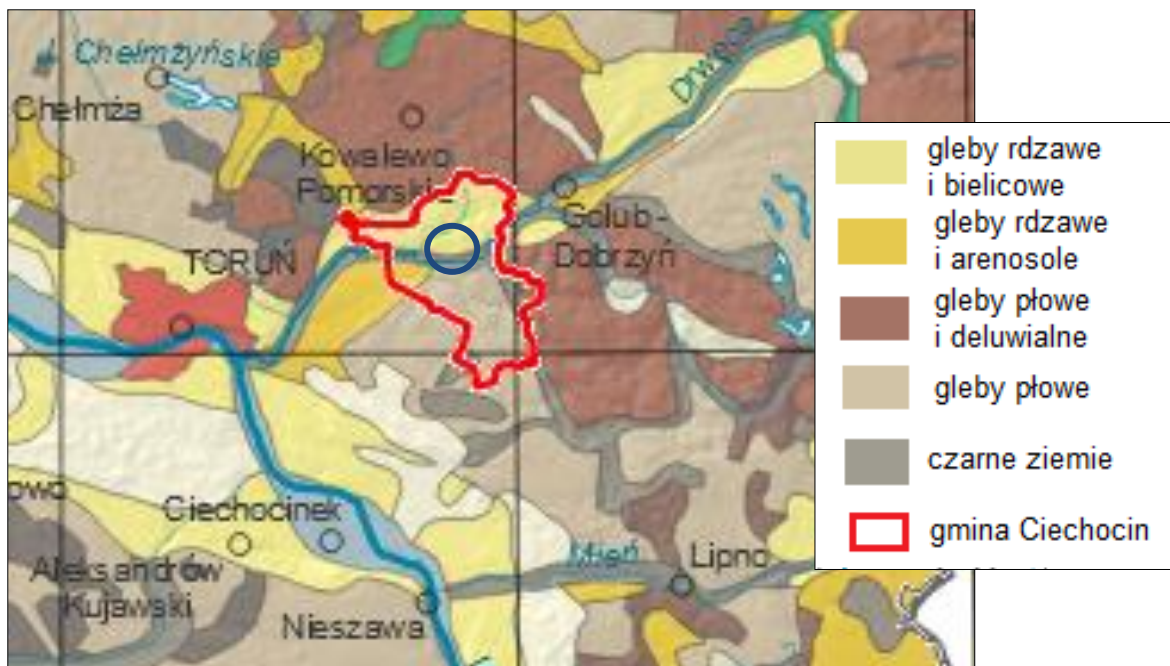 Chełmżyńskie
Chełmża
Drwęca
Kowalewo
Pomorski
Golub-
Dobrzyń
TORUŃ
owo
Ciechocinek
Aleksandrów
Kujawski
Nieszawa
Mień
Lipno
gleby rdzawe
i bielicowe
gleby rdzawe
i arenosole
gleby płowe
i deluwialne
gleby płowe
czarne ziemie
gmina Ciechocin